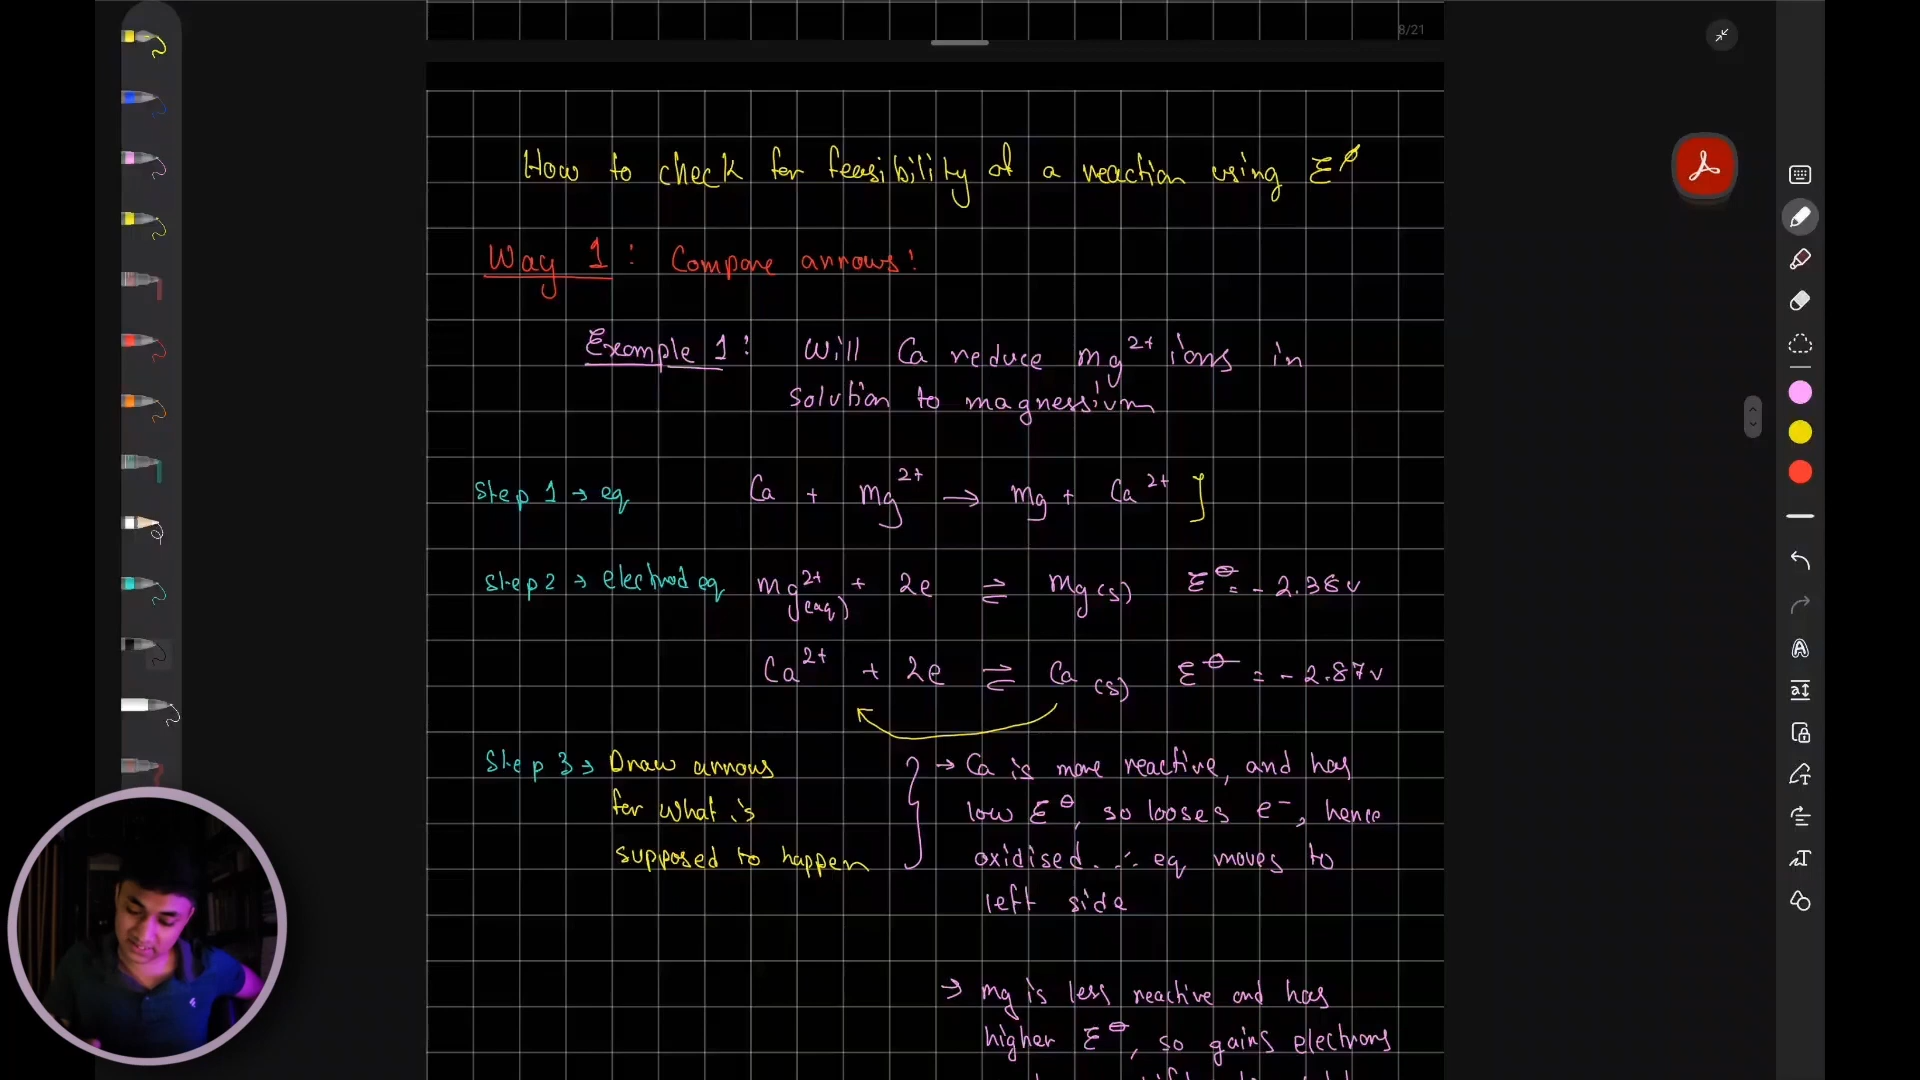 8/21
How to check for feasibility of a reaction using E⦵
Way 1: Compare arrows!
Example 1: Will Ca reduce Mg²⁺ ions in
solution to magnessium
Step 1 → eq Ca + Mg²⁺ → Mg + Ca²⁺ ]
Step 2 → electrod eq Mg²⁺(aq) + 2e ⇌ Mg(s) E⦵ = - 2.38v
Ca²⁺ + 2e ⇌ Ca(s) E⦵ = - 2.87v
Step 3 → Draw arrows
for what is
supposed to happen
→ Ca is more reactive, and has
low E⦵, so looses e⁻, hence
oxidised. ∴ eq moves to
left side
→ Mg is less reactive and has
higher E⦵, so gains electrons